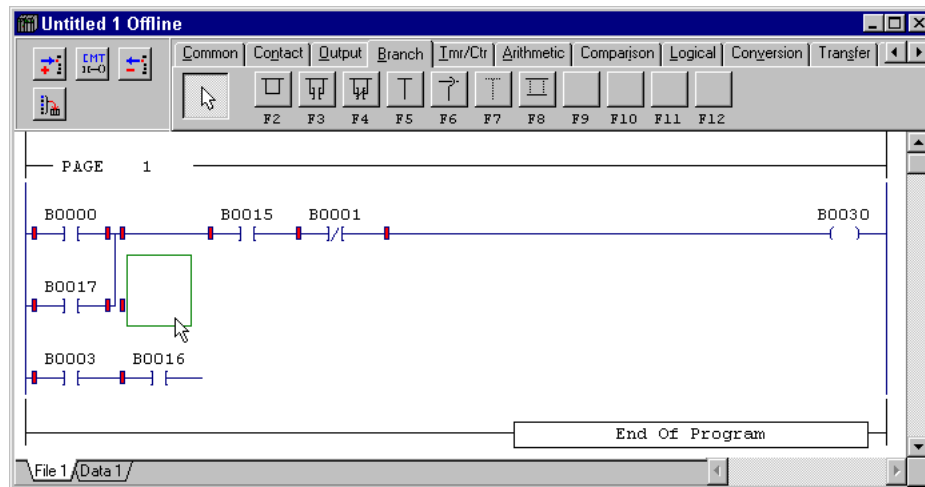 Untitled 1 Offline
Common Contact Output Branch Tmr/Ctr Arithmetic Comparison Logical Conversion Transfer
CMT
F2 F3 F4 F5 F6 F7 F8 F9 F10 F11 F12
PAGE 1
B0000 B0015 B0001 B0030
B0017
B0003 B0016
End Of Program
File 1 Data 1